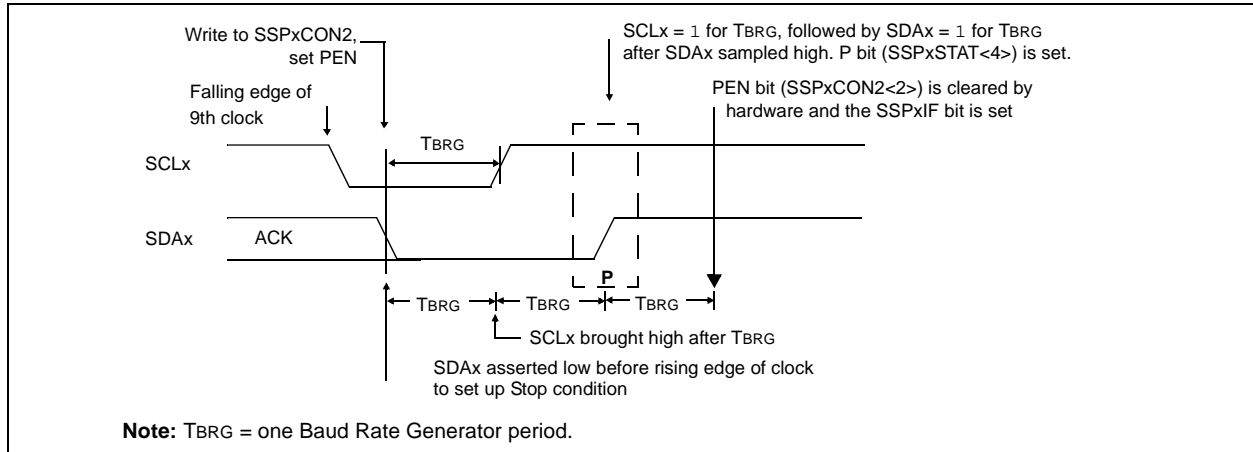 Write to SSPxCON2,
set PEN
SCLx = 1 for TBRG, followed by SDAx = 1 for TBRG
after SDAx sampled high. P bit (SSPxSTAT<4>) is set.
Falling edge of
9th clock
PEN bit (SSPxCON2<2>) is cleared by
hardware and the SSPxIF bit is set
TBRG
SCLx
SDAx
ACK
P
TBRG
TBRG
TBRG
SCLx brought high after TBRG
SDAx asserted low before rising edge of clock
to set up Stop condition
Note: TBRG = one Baud Rate Generator period.